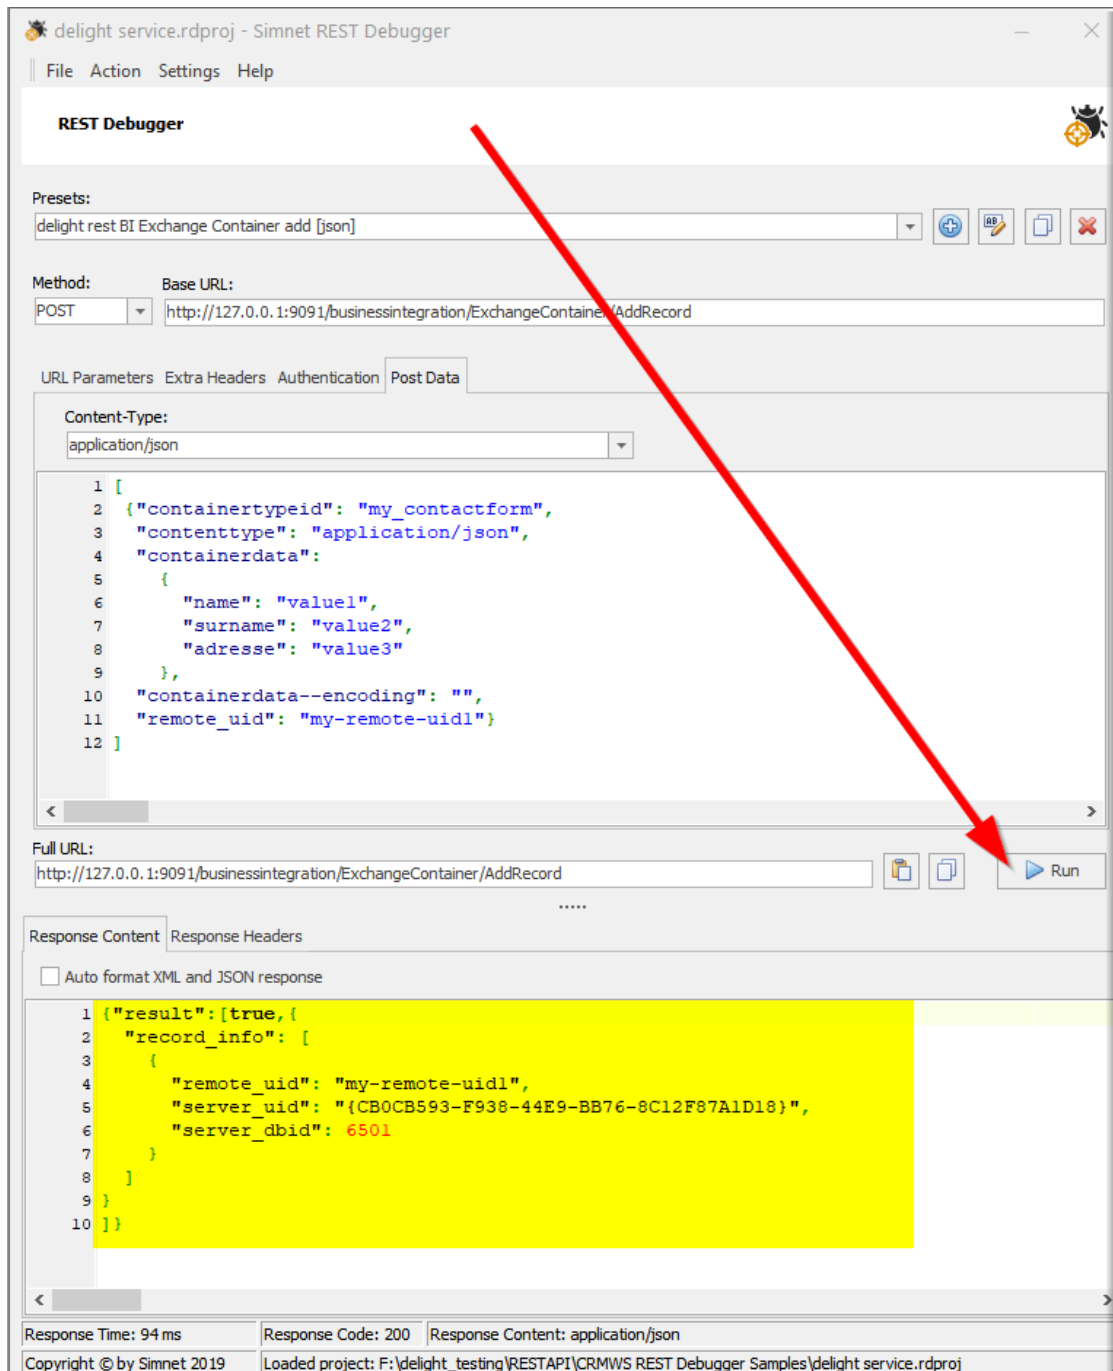 delight service.rdproj - Simnet REST Debugger
File Action Settings Help
REST Debugger
Presets:
delight rest BI Exchange Container add [json]
Method: Base URL:
POST http://127.0.0.1:9091/businessintegration/ExchangeContainer/AddRecord
URL Parameters Extra Headers Authentication Post Data
Content-Type:
application/json
1 [
2 {"containertypeid": "my_contactform",
3 "contenttype": "application/json",
4 "containerdata":
5 {
6 "name": "value1",
7 "surname": "value2",
8 "adresse": "value3"
9 },
10 "containerdata--encoding": "",
11 "remote_uid": "my-remote-uid1"}
12 ]
Full URL:
http://127.0.0.1:9091/businessintegration/ExchangeContainer/AddRecord Run
Response Content Response Headers
Auto format XML and JSON response
1 {"result":[true,{
2 "record_info": [
3 {
4 "remote_uid": "my-remote-uid1",
5 "server_uid": "{CB0CB593-F938-44E9-BB76-8C12F87A1D18}",
6 "server_dbid": 6501
7 }
8 ]
9 }
10 ]}
Response Time: 94 ms Response Code: 200 Response Content: application/json
Copyright © by Simnet 2019 Loaded project: F:\delight_testing\RESTAPI\CRMWS REST Debugger Samples\delight service.rdproj